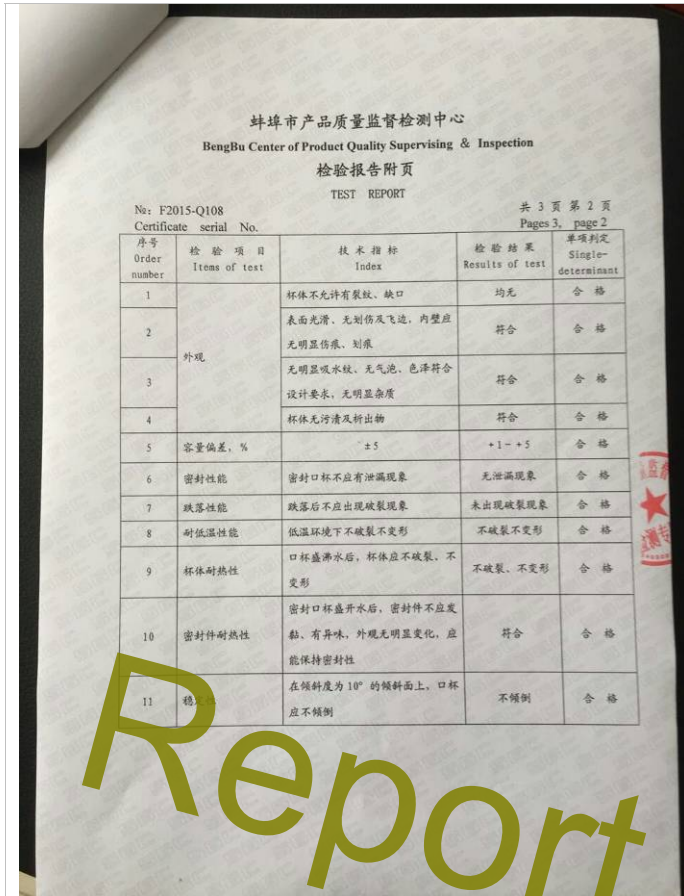 蚌埠市产品质量监督检测中心
BengBu Center of Product Quality Supervising & Inspection
检验报告附页
TEST REPORT
№: F2015-Q108
共 3 页 第 2 页
Certificate serial No.
Pages 3, page 2
序号 Order number 检验项目 Items of test 技术指标 Index 检验结果 Results of test 单项判定 Single-determinant
1 外观 杯体不允许有裂纹、缺口 均无 合格
2 表面光滑、无划伤及飞边，内壁应 符合 合格
无明显伤痕、划痕
3 无明显吸水纹、无气泡、色泽符合 符合 合格
设计要求，无明显杂质
4 杯体无污渍及析出物 符合 合格
5 容量偏差，% ±5 +1~+5 合格
6 密封性能 密封口杯不应有泄漏现象 无泄漏现象 合格
7 跌落性能 跌落后不应出现破裂现象 未出现破裂现象 合格
8 耐低温性能 低温环境下不破裂不变形 不破裂不变形 合格
9 杯体耐热性 口杯盛沸水后，杯体应不破裂、不 不破裂、不变形 合格
变形
10 密封件耐热性 密封口杯盛开水后，密封件不应发 符合 合格
黏、有异味，外观无明显变化，应
能保持密封性
11 稳定性 在倾斜度为10°的倾斜面上，口杯 不倾倒 合格
应不倾倒
Report